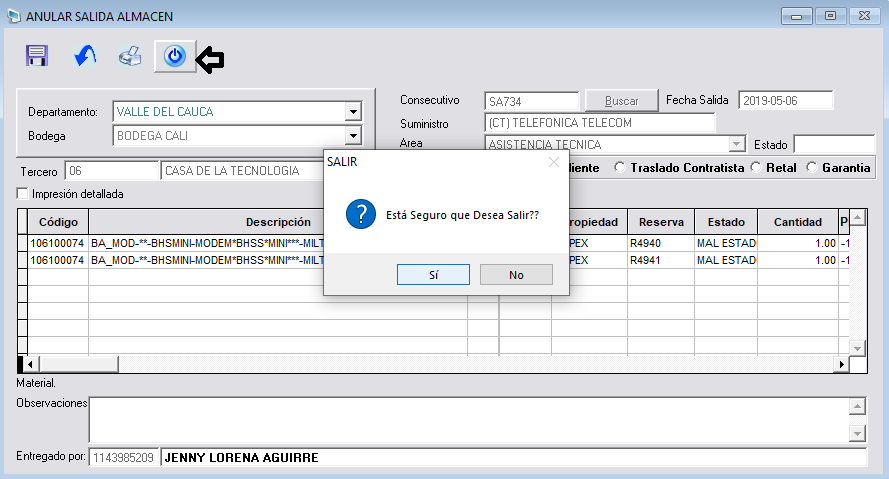 ANULAR SALIDA ALMACEN
Departamento: VALLE DEL CAUCA
Bodega BODEGA CALI
Consecutivo SA734 Buscar Fecha Salida 2019-05-06
Suministro (CT) TELEFONICA TELECOM
Area ASISTENCIA TECNICA Estado
Tercero 06 CASA DE LA TECNOLOGIA
Traslado Contratista Retal Garantia
Impresión detallada
SALIR
Está Seguro que Desea Salir??
Sí No
Código Descripción Reserva Estado Cantidad P
106100074 BA_MOD-**-BHSMINI-MODEM*BHSS*MINI***-MILT PEX R4940 MAL ESTAD 1.00 -1
106100074 BA_MOD-**-BHSMINI-MODEM*BHSS*MINI***-MILT PEX R4941 MAL ESTAD 1.00 -1
Material.
Observaciones
Entregado por: 1143985209 JENNY LORENA AGUIRRE